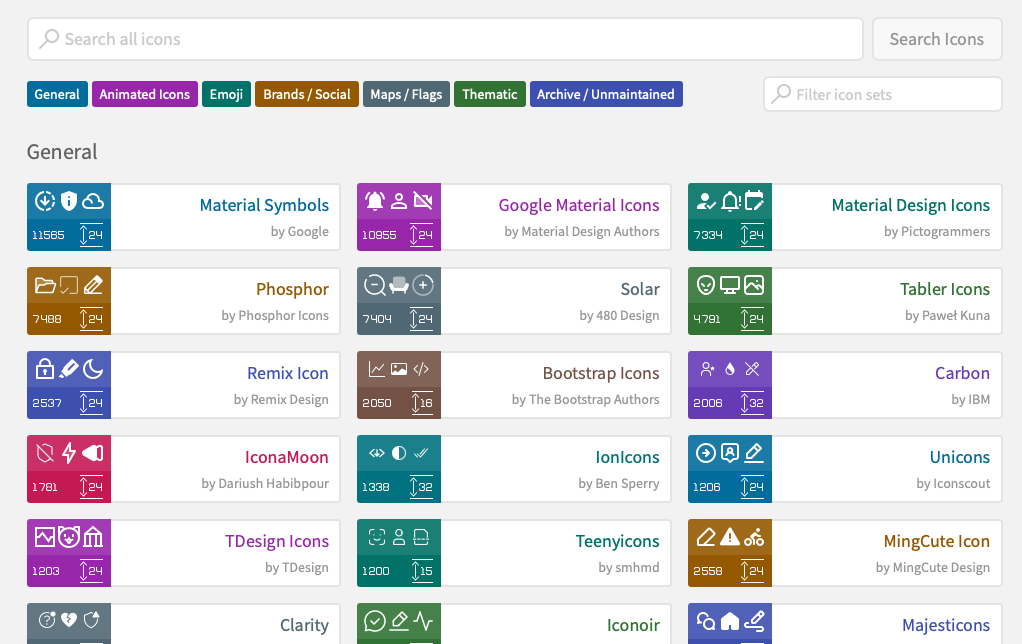 Search all icons
Search Icons
General
Animated Icons
Emoji
Brands / Social
Maps / Flags
Thematic
Archive / Unmaintained
Filter icon sets
General
11565
24
Material Symbols
by Google
10955
24
Google Material Icons
by Material Design Authors
7334
24
Material Design Icons
by Pictogrammers
7488
24
Phosphor
by Phosphor Icons
7404
24
Solar
by 480 Design
4791
24
Tabler Icons
by Paweł Kuna
2537
24
Remix Icon
by Remix Design
2050
16
Bootstrap Icons
by The Bootstrap Authors
2006
32
Carbon
by IBM
1781
24
IconaMoon
by Dariush Habibpour
1338
32
IonIcons
by Ben Sperry
1206
24
Unicons
by Iconscout
1203
24
TDesign Icons
by TDesign
1200
15
Teenyicons
by smhmd
2558
24
MingCute Icon
by MingCute Design
Clarity
Iconoir
Majesticons